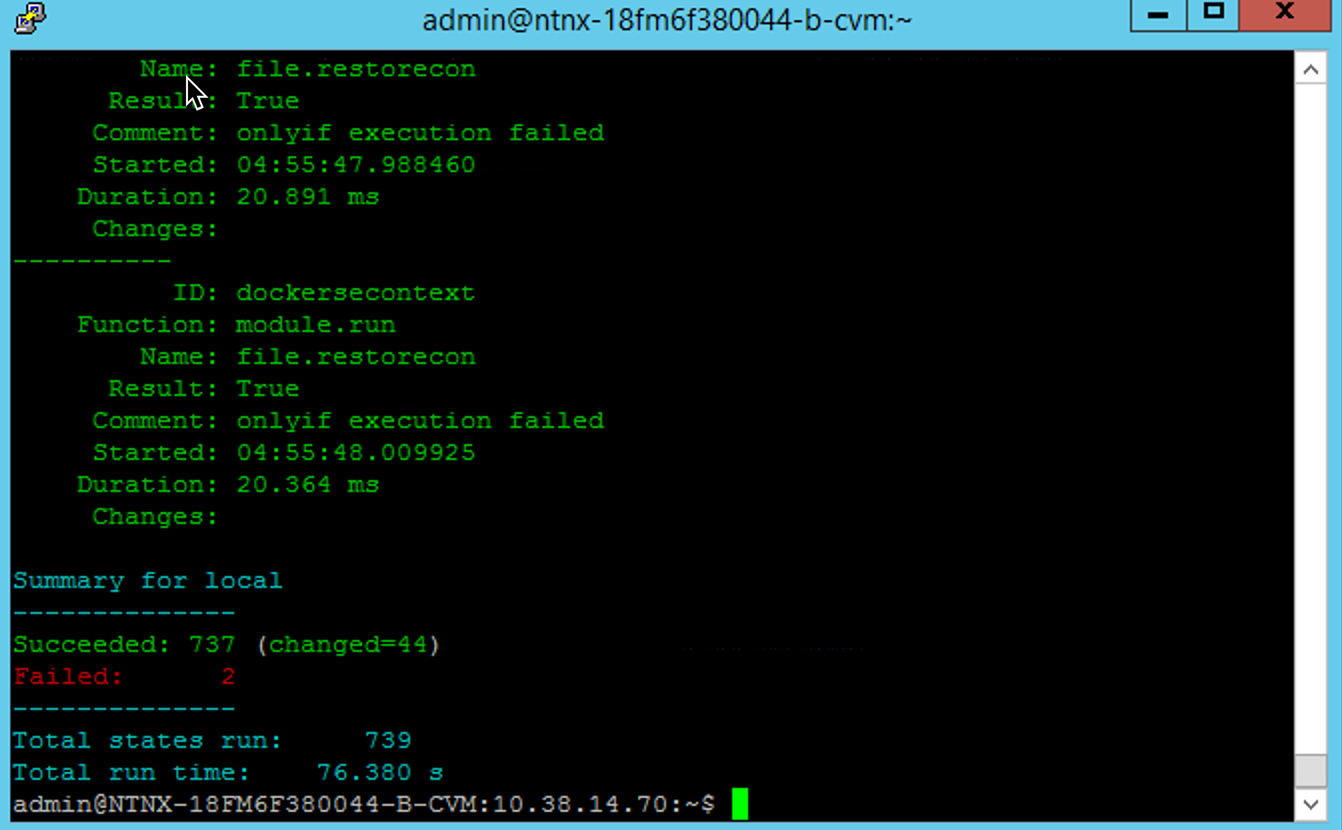 admin@ntnx-18fm6f380044-b-cvm:~
Name: file.restorecon
Result: True
Comment: onlyif execution failed
Started: 04:55:47.988460
Duration: 20.891 ms
Changes:
----------
ID: dockersecontext
Function: module.run
Name: file.restorecon
Result: True
Comment: onlyif execution failed
Started: 04:55:48.009925
Duration: 20.364 ms
Changes:
Summary for local
--------------
Succeeded: 737 (changed=44)
Failed: 2
--------------
Total states run: 739
Total run time: 76.380 s
admin@NTNX-18FM6F380044-B-CVM:10.38.14.70:~$